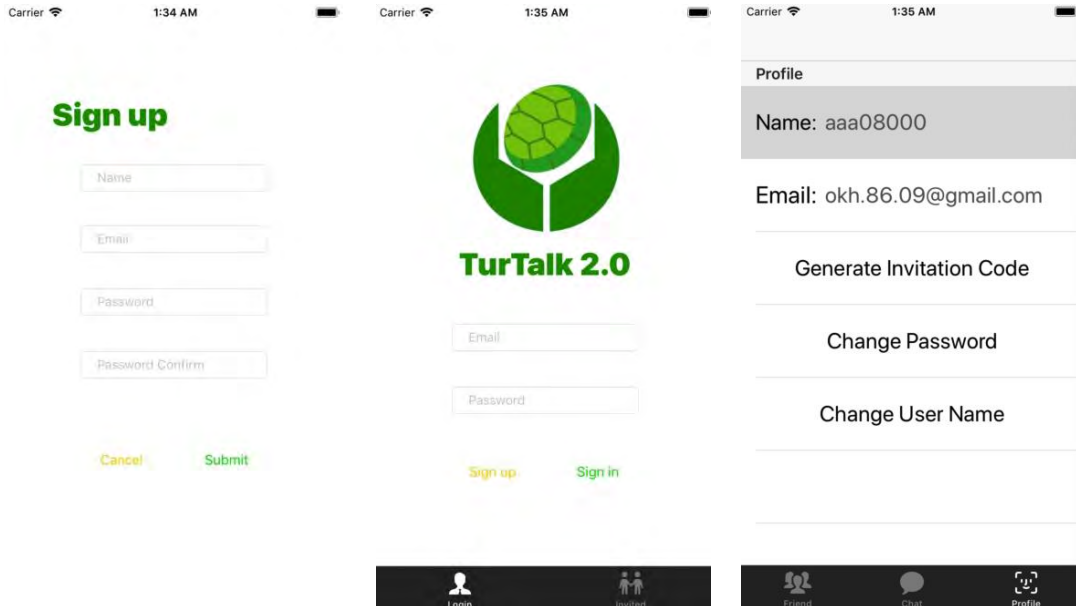 Carrier 1:34 AM
Sign up
Name
Email
Password
Password Confirm
Cancel Submit
Carrier 1:35 AM
TurTalk 2.0
Email
Password
Sign up Sign in
Login Invited
Carrier 1:35 AM
Profile
Name: aaa08000
Email: okh.86.09@gmail.com
Generate Invitation Code
Change Password
Change User Name
Friend Chat Profile